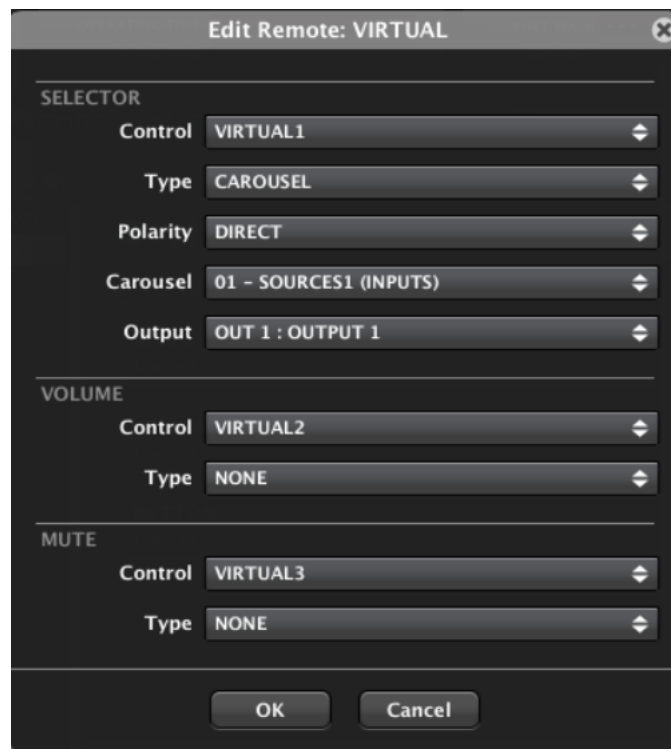 Edit Remote: VIRTUAL
SELECTOR
Control VIRTUAL1
Type CAROUSEL
Polarity DIRECT
Carousel 01 – SOURCES1 (INPUTS)
Output OUT 1 : OUTPUT 1
VOLUME
Control VIRTUAL2
Type NONE
MUTE
Control VIRTUAL3
Type NONE
OK Cancel